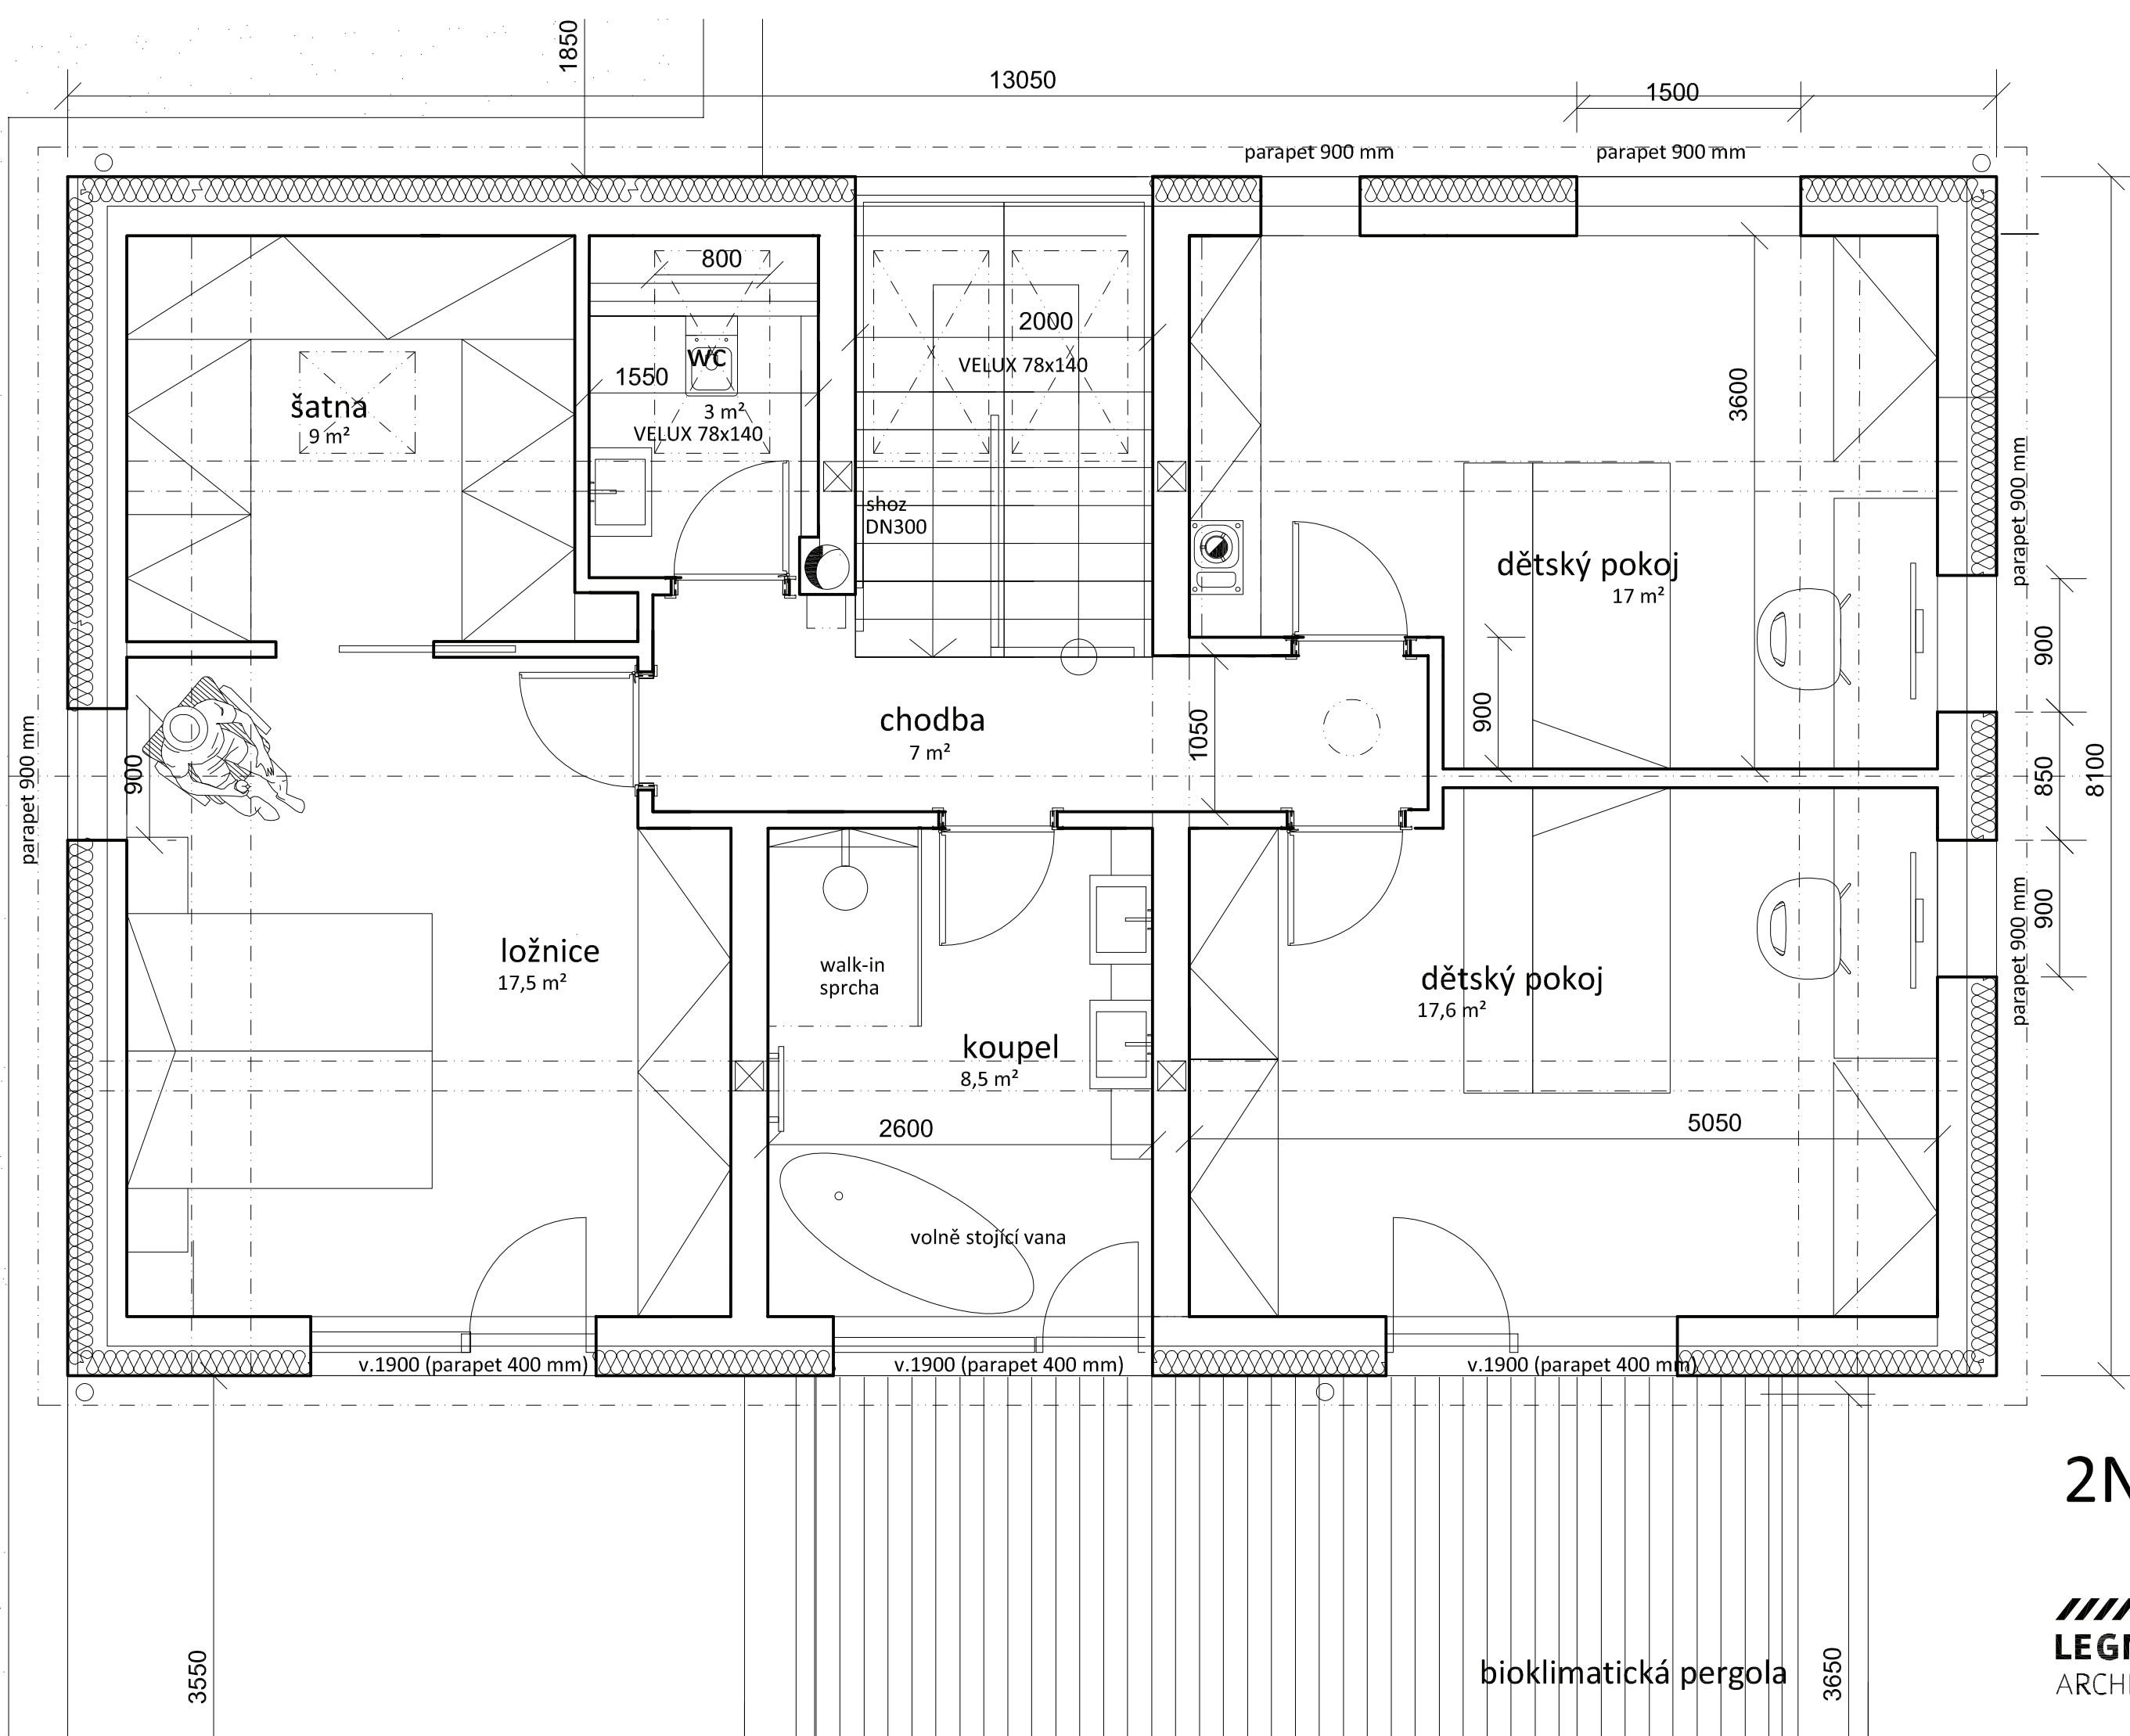 1850
13050
1500
parapet 900 mm
parapet 900 mm
800
2000
VELUX 78x140
WC
1550
3 m²
VELUX 78x140
šatna
9 m²
3600
shoz
DN300
parapet 900 mm
dětský pokoj
17 m²
900
chodba
7 m²
1050
900
parapet 900 mm
900
850
8100
900
parapet 900 mm
ložnice
17,5 m²
walk-in
sprcha
koupel
8,5 m²
dětský pokoj
17,6 m²
2600
5050
volně stojící vana
v.1900 (parapet 400 mm)
v.1900 (parapet 400 mm)
v.1900 (parapet 400 mm)
2N
3550
bioklimatická pergola
3650
LEGN
ARCHI